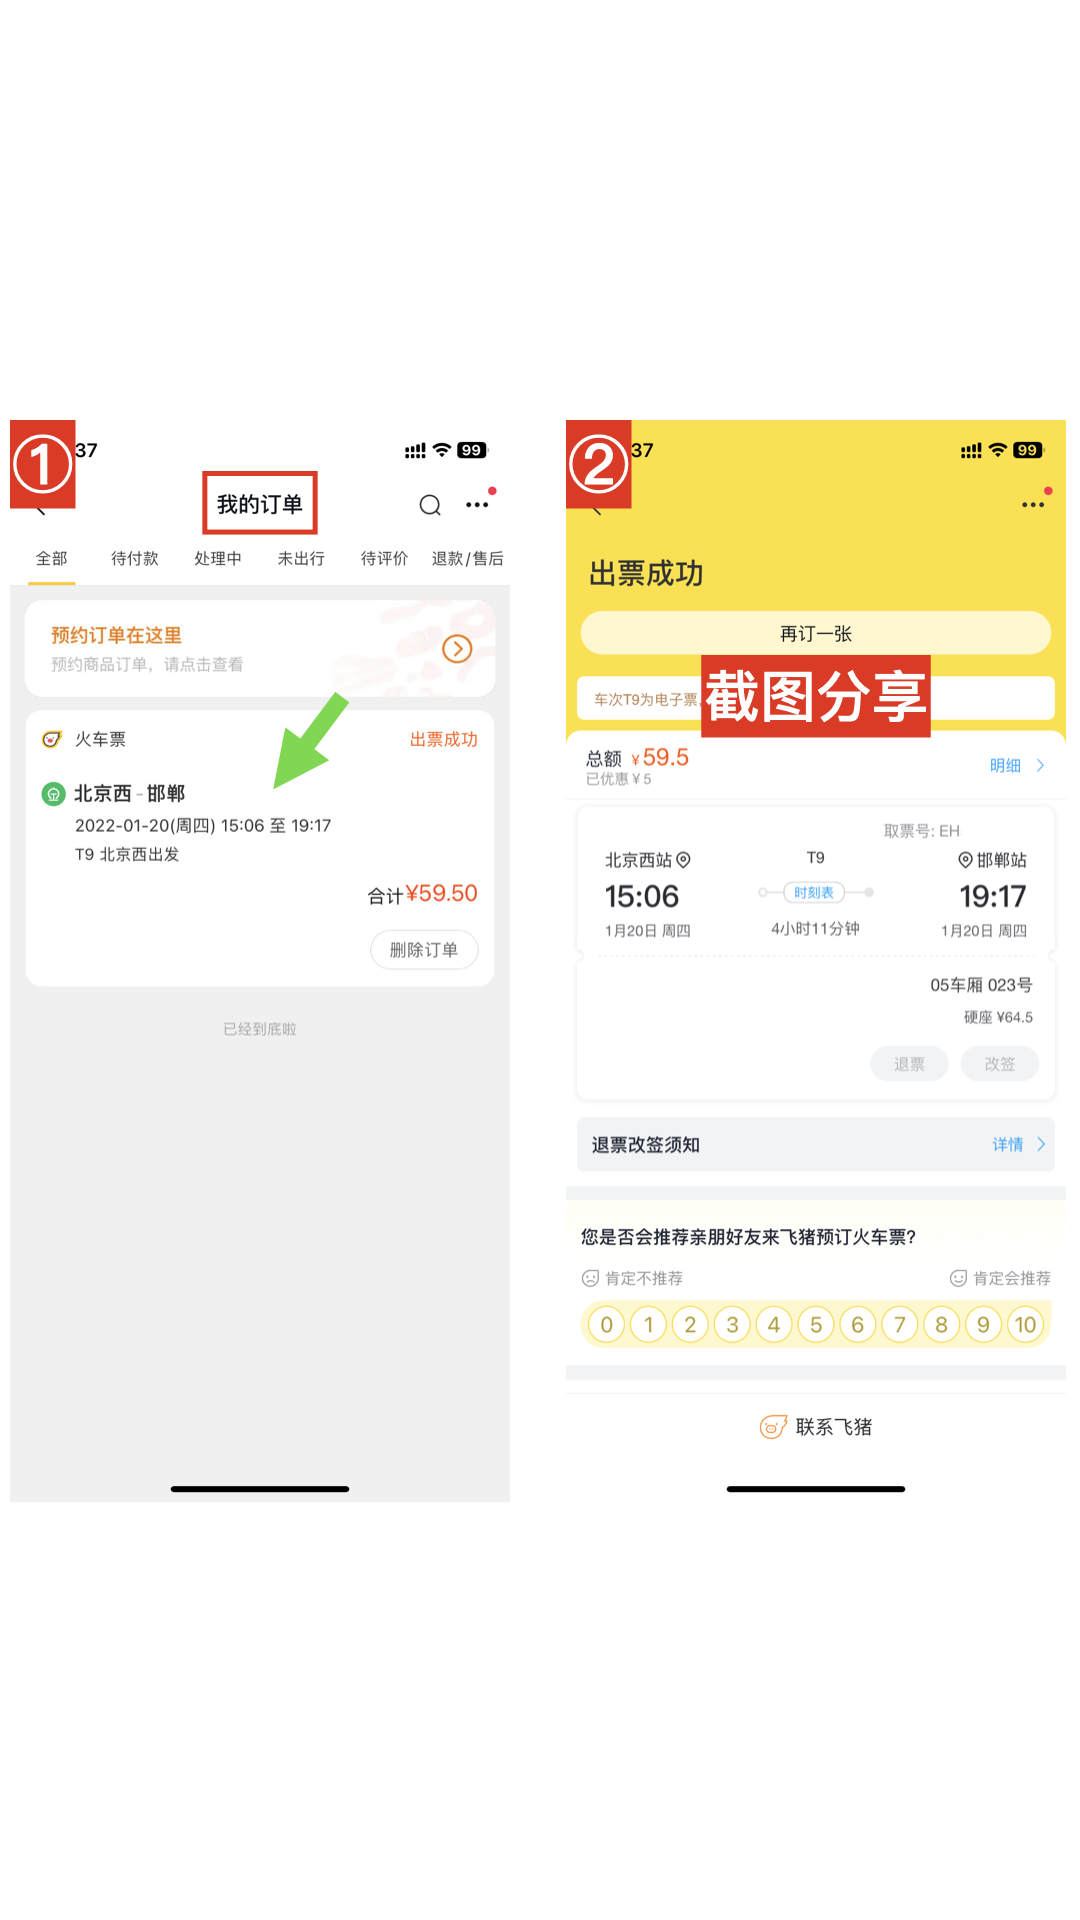 ①
37
99
我的订单
全部
待付款
处理中
未出行
待评价
退款/售后
预约订单在这里
预约商品订单，请点击查看
火车票
出票成功
北京西-邯郸
2022-01-20(周四) 15:06 至 19:17
T9 北京西出发
合计¥59.50
删除订单
已经到底啦
②
37
99
出票成功
再订一张
车次T9为电子票,
截图分享
总额 ¥59.5
明细
已优惠¥5
取票号: EH
北京西站
T9
邯郸站
15:06
时刻表
19:17
1月20日 周四
4小时11分钟
1月20日 周四
05车厢 023号
硬座 ¥64.5
退票
改签
退票改签须知
详情
您是否会推荐亲朋好友来飞猪预订火车票?
肯定不推荐
肯定会推荐
0 1 2 3 4 5 6 7 8 9 10
联系飞猪